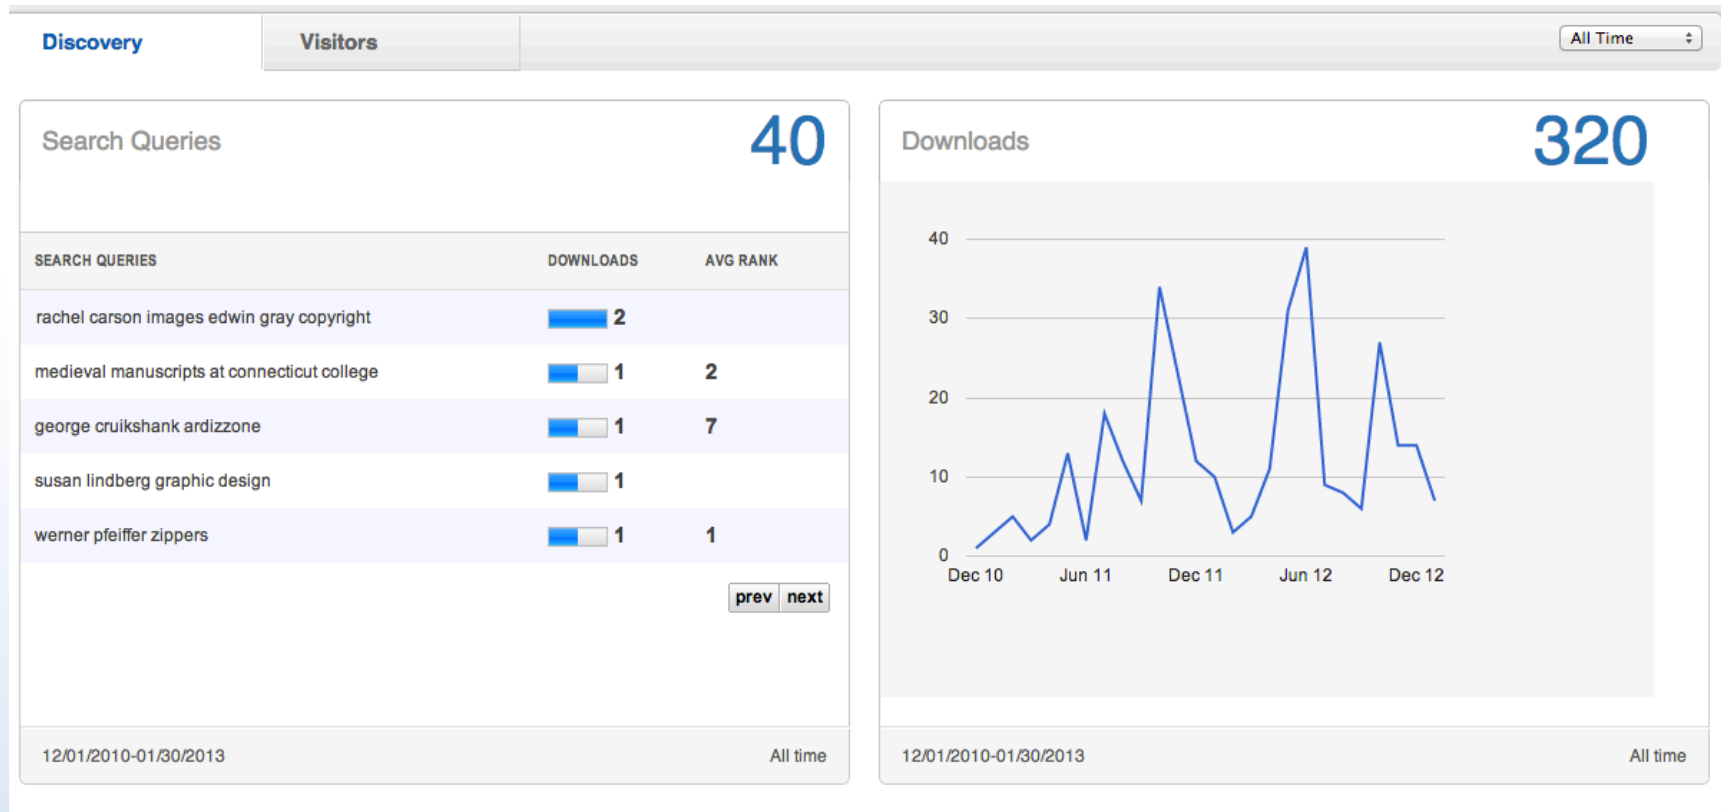 Discovery Visitors All Time
Search Queries 40
SEARCH QUERIES DOWNLOADS AVG RANK
rachel carson images edwin gray copyright 2
medieval manuscripts at connecticut college 1 2
george cruikshank ardizzone 1 7
susan lindberg graphic design 1
werner pfeiffer zippers 1 1
prev next
12/01/2010-01/30/2013 All time
Downloads 320
40
30
20
10
0
Dec 10 Jun 11 Dec 11 Jun 12 Dec 12
12/01/2010-01/30/2013 All time